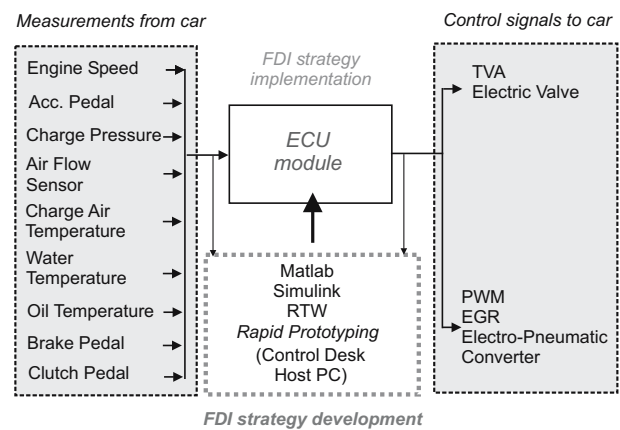 Measurements from car
Engine Speed
Acc. Pedal
Charge Pressure
Air Flow
Sensor
Charge Air
Temperature
Water
Temperature
Oil Temperature
Brake Pedal
Clutch Pedal
FDI strategy
implementation
ECU
module
Matlab
Simulink
RTW
Rapid Prototyping
(Control Desk
Host PC)
FDI strategy development
Control signals to car
TVA
Electric Valve
PWM
EGR
Electro-Pneumatic
Converter